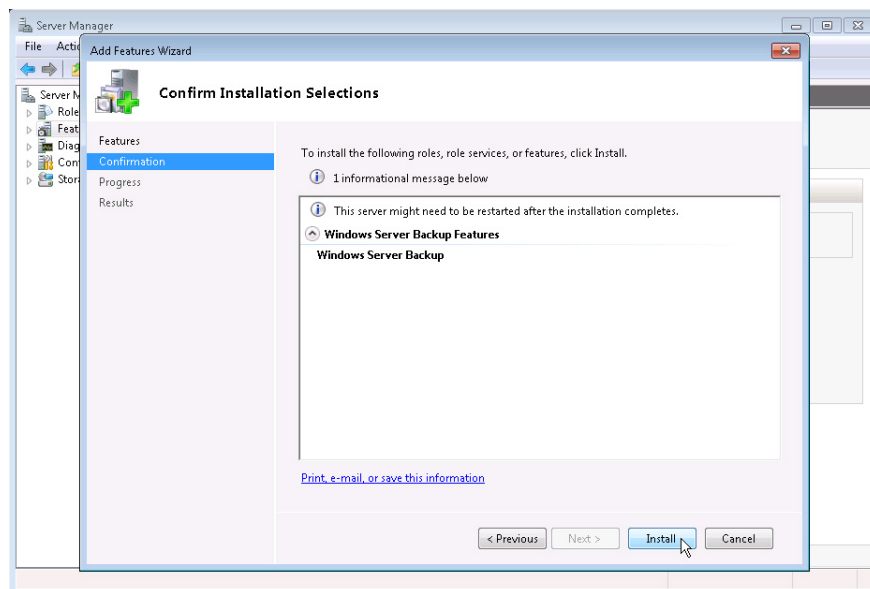 Server Manager
File
Add Features Wizard
Confirm Installation Selections
Features
Confirmation
Progress
Results
To install the following roles, role services, or features, click Install.
1 informational message below
This server might need to be restarted after the installation completes.
Windows Server Backup Features
Windows Server Backup
Print, e-mail, or save this information
< Previous
Next >
Install
Cancel